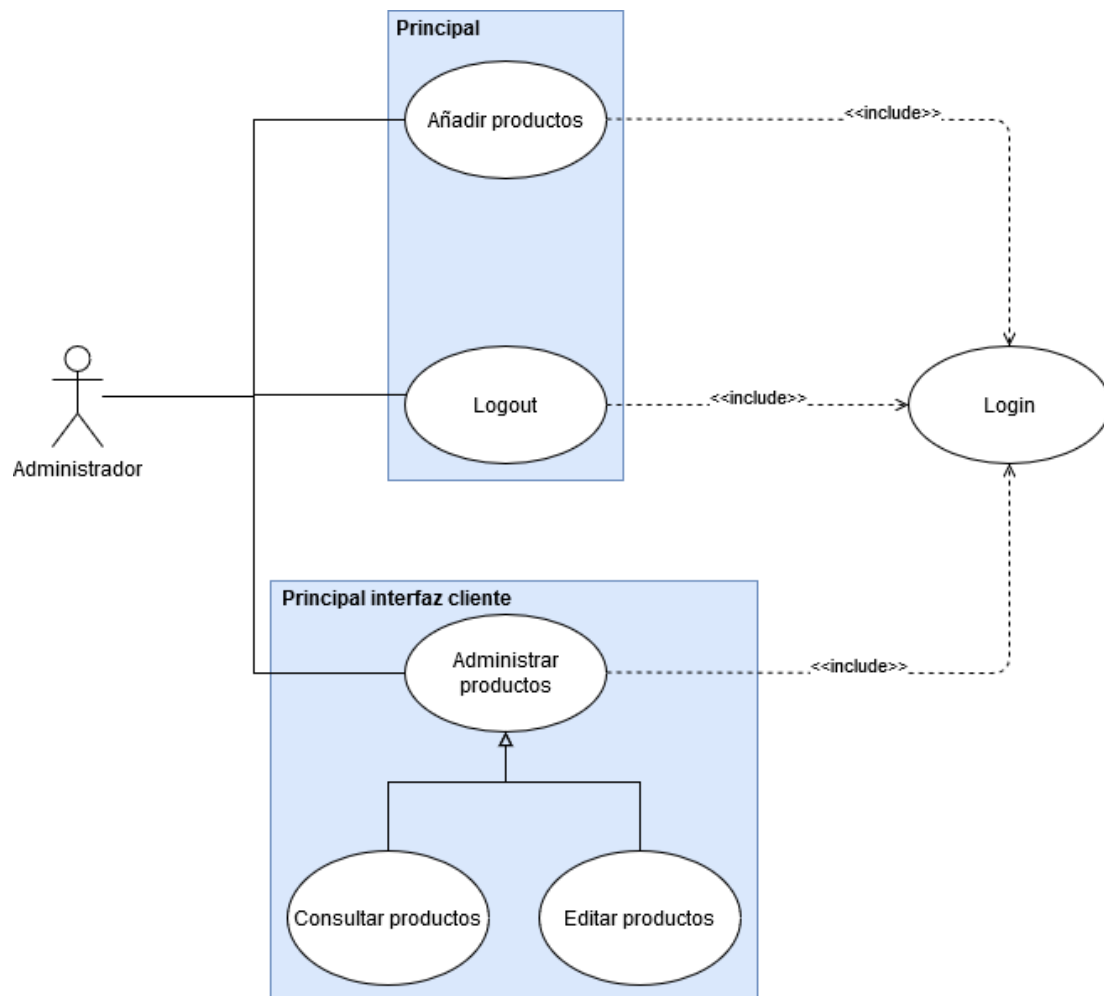 Principal
Añadir productos
<<include>>
Logout
<<include>>
Login
Administrador
Principal interfaz cliente
Administrar
productos
<<include>>
Consultar productos
Editar productos